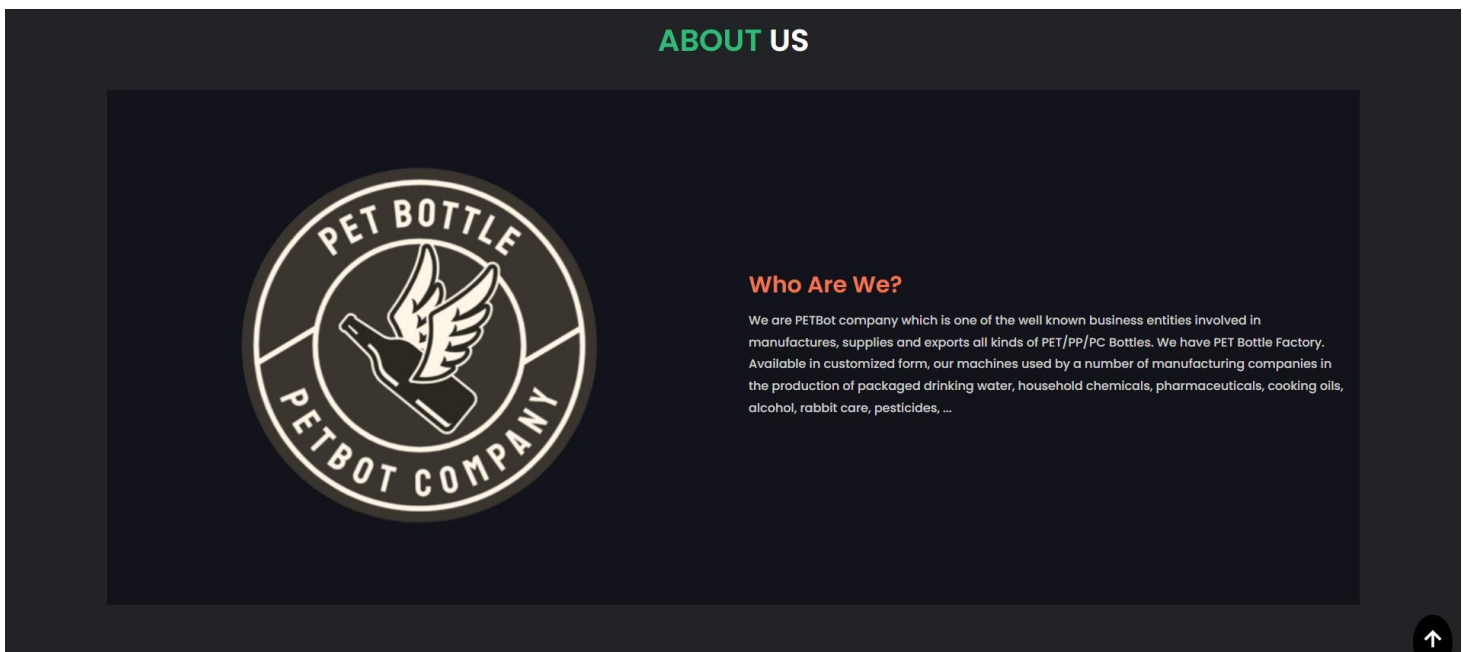 ABOUT US
PET BOTTLE
PETBOT COMPANY
Who Are We?
We are PETBot company which is one of the well known business entities involved in
manufactures, supplies and exports all kinds of PET/PP/PC Bottles. We have PET Bottle Factory.
Available in customized form, our machines used by a number of manufacturing companies in
the production of packaged drinking water, household chemicals, pharmaceuticals, cooking oils,
alcohol, rabbit care, pesticides, ...